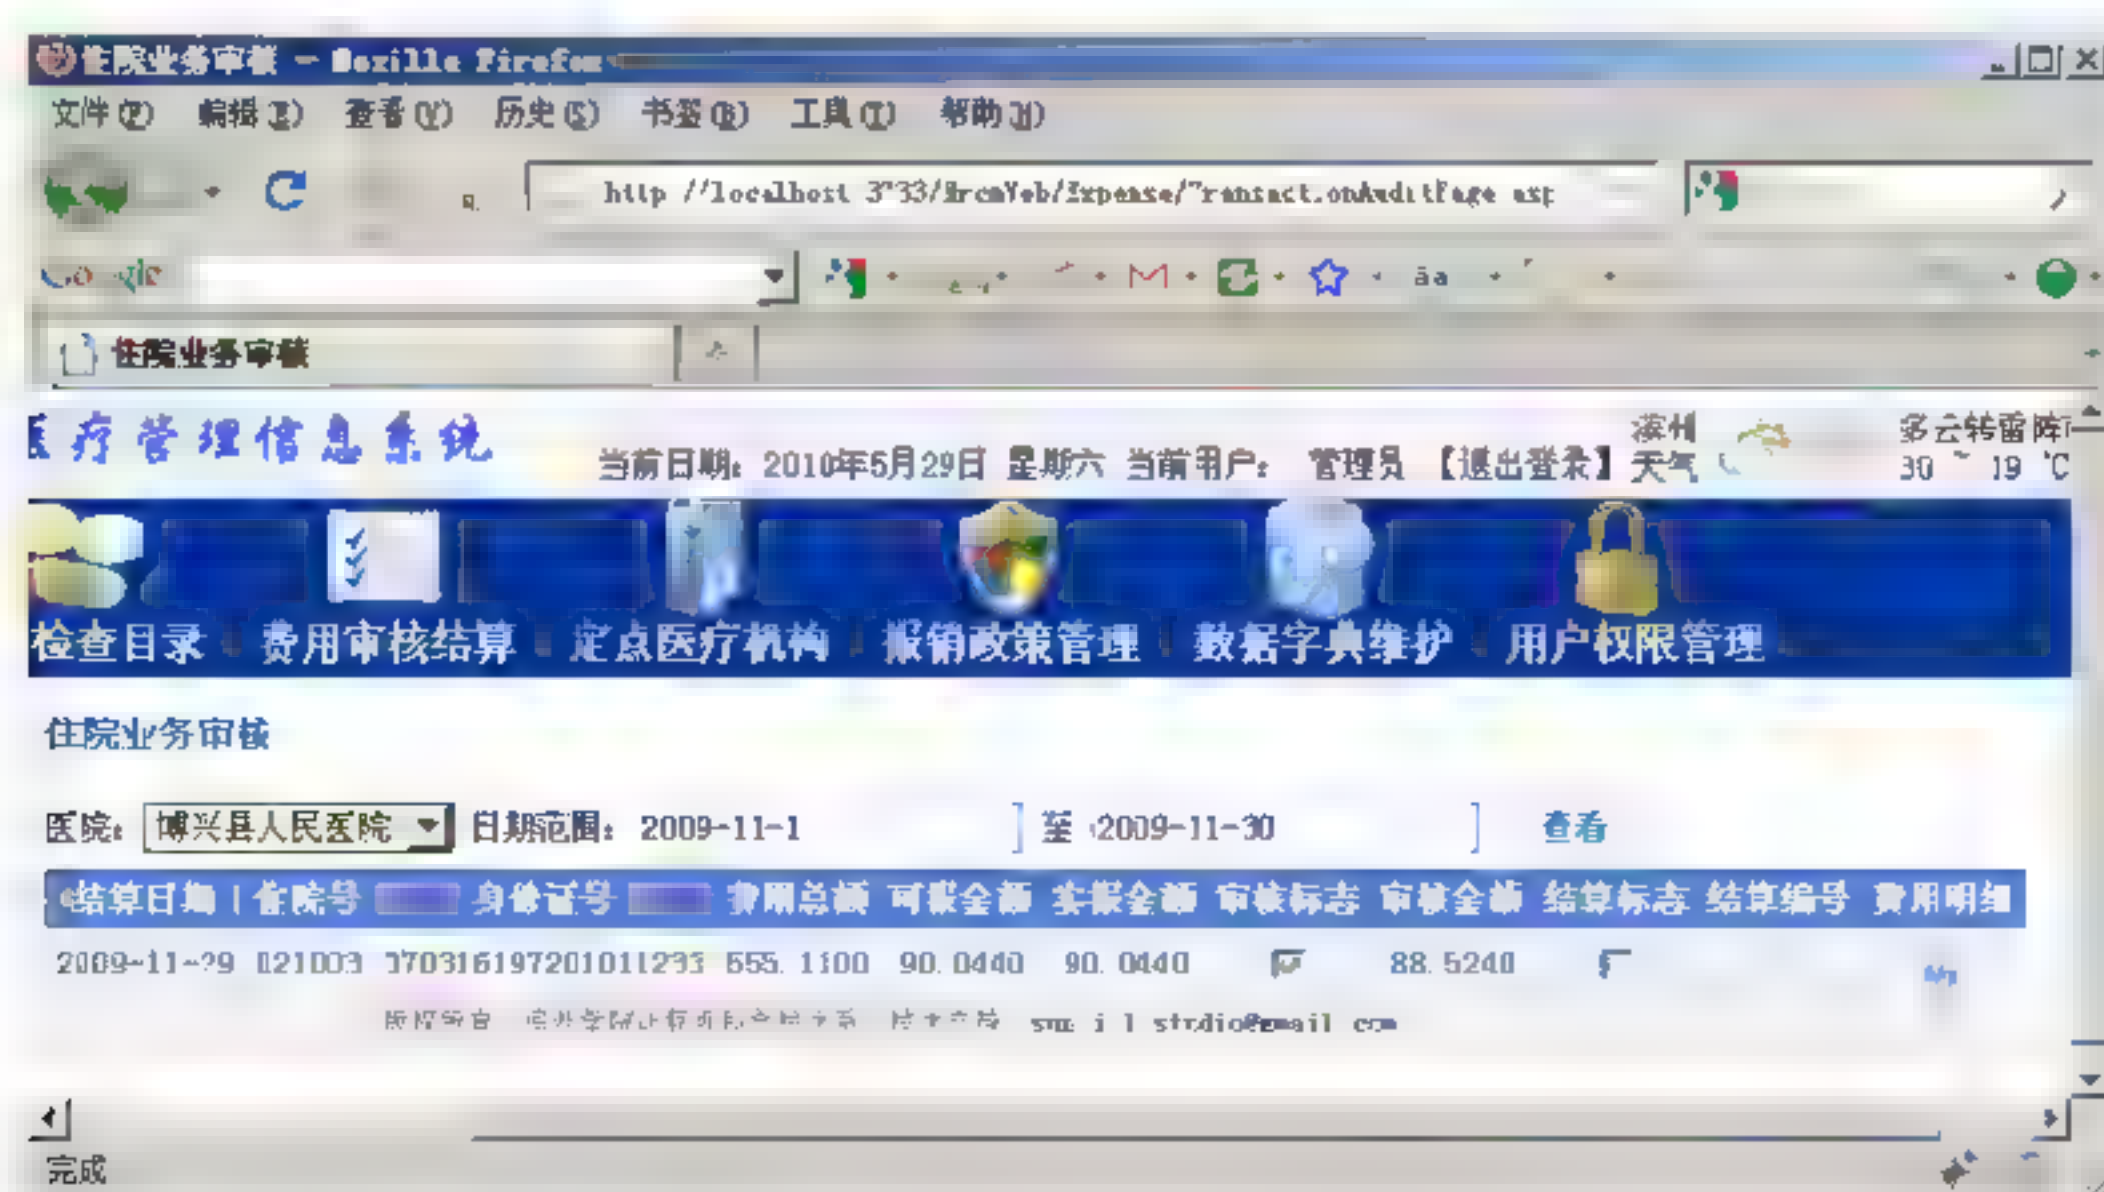 住院业务审核 - Mozilla Firefox
文件(F) 编辑(E) 查看(V) 历史(S) 书签(B) 工具(T) 帮助(H)
Google
住院业务审核
医疗管理信息系统
当前日期: 2010年5月29日 星期六 当前用户: 管理员 【退出登录】
滨州 多云转雷阵
天气 30 ~ 19 ℃
检查目录 费用审核结算 定点医疗机构 报销政策管理 数据字典维护 用户权限管理
住院业务审核
医院: 博兴县人民医院 日期范围: 2009-11-1 至 2009-11-30 查看
结算日期 住院号 身份证号 费用总额 可报金额 实报金额 审核标志 审核金额 结算标志 结算编号 费用明细
2009-11-29 021003 90.0440 90.0440 88.5240
完成